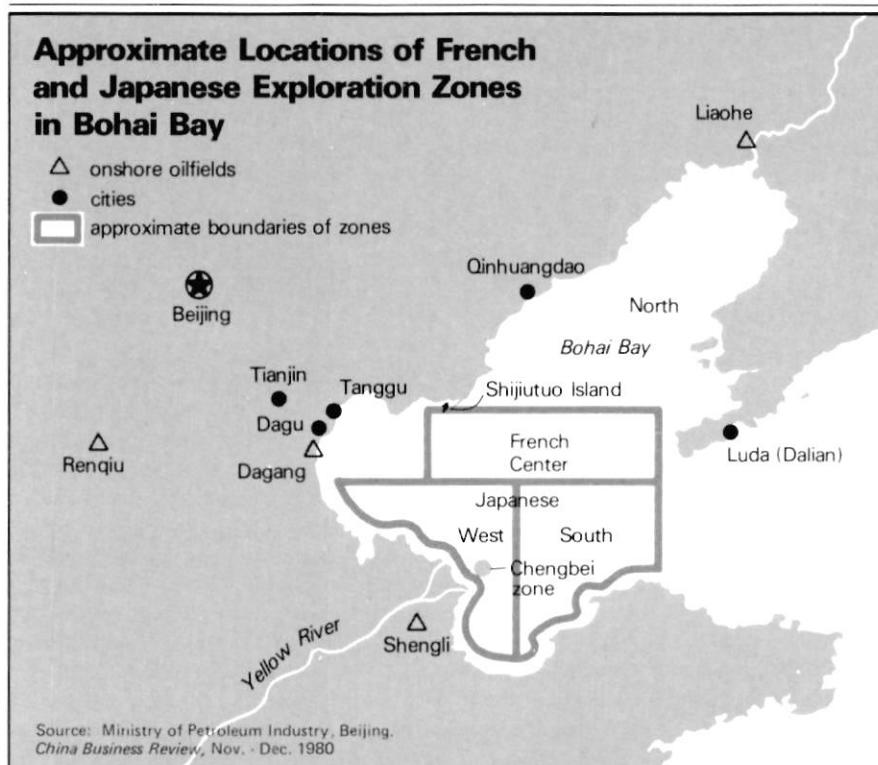 Approximate Locations of French
and Japanese Exploration Zones
in Bohai Bay
onshore oilfields
cities
approximate boundaries of zones
Liaohe
Qinhuangdao
Beijing
North
Bohai Bay
Tianjin
Tanggu
Shijiutuo Island
Dagu
French
Center
Luda (Dalian)
Renqiu
Dagang
Japanese
West
South
Chengbei
zone
Yellow River
Shengli
Source: Ministry of Petroleum Industry, Beijing.
China Business Review, Nov. - Dec. 1980